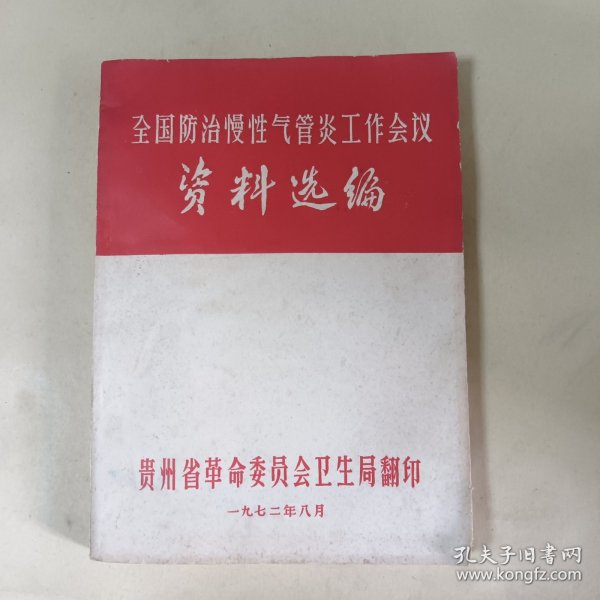 全国防治慢性气管炎工作会议
资料选编
贵州省革命委员会卫生局翻印
一九七二年八月
孔夫子旧书网
www.kongfz.com